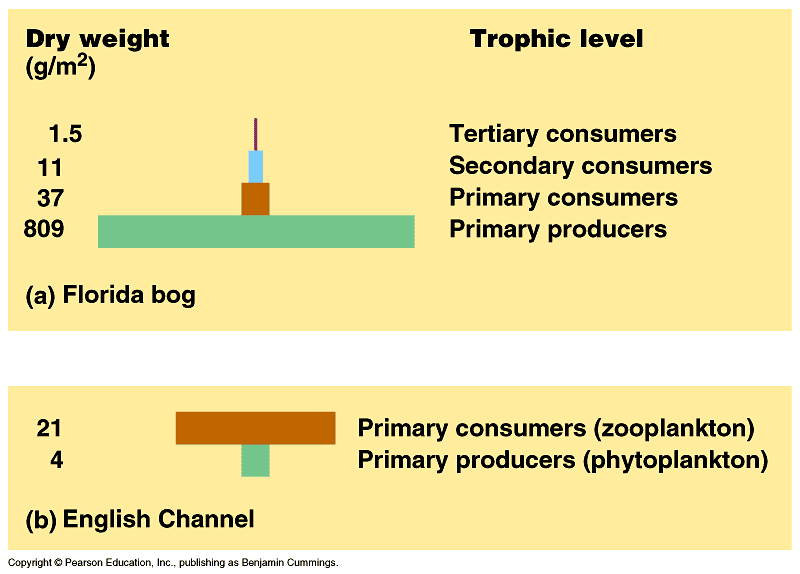 Dry weight Trophic level
(g/m²)
1.5 Tertiary consumers
11 Secondary consumers
37 Primary consumers
809 Primary producers
(a) Florida bog
21 Primary consumers (zooplankton)
4 Primary producers (phytoplankton)
(b) English Channel
Copyright © Pearson Education, Inc., publishing as Benjamin Cummings.